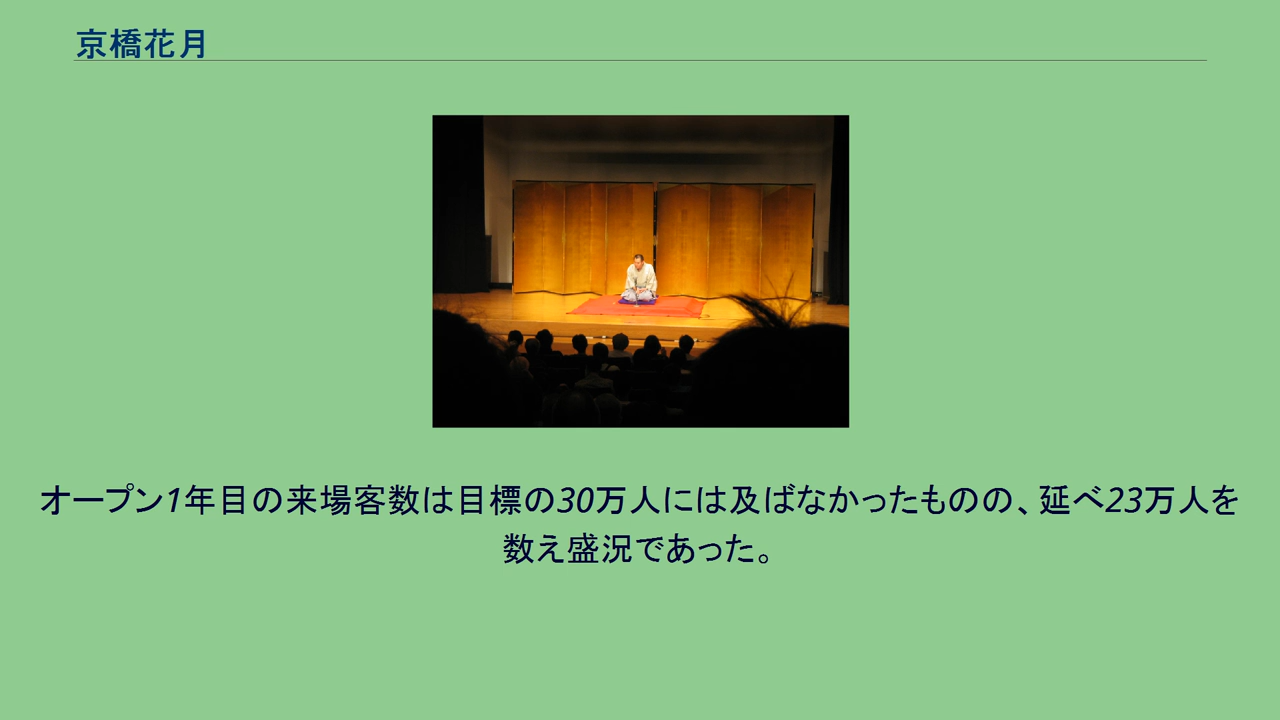 京橋花月
オープン1年目の来場客数は目標の30万人には及ばなかったものの、延べ23万人を
数え盛況であった。